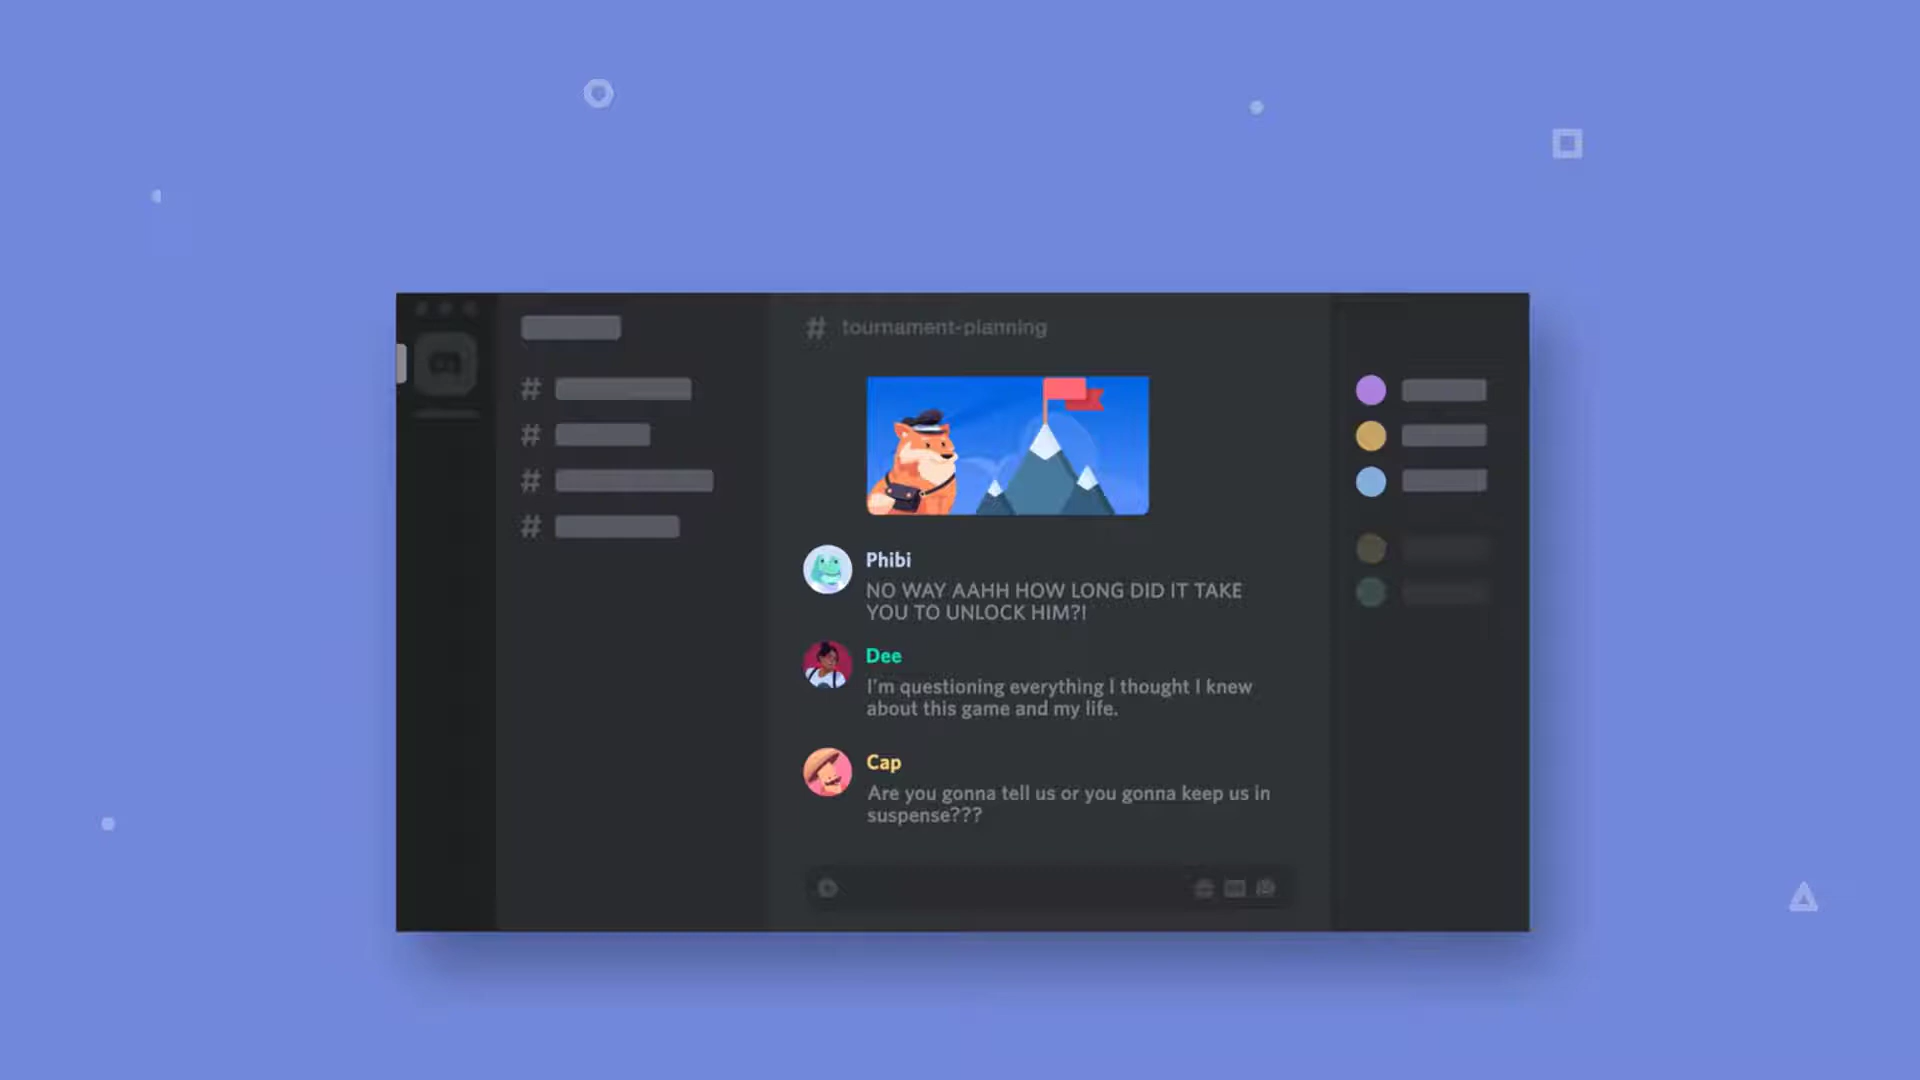 # tournament-planning
#
#
#
#
Phibi
NO WAY AAHH HOW LONG DID IT TAKE
YOU TO UNLOCK HIM?!
Dee
I'm questioning everything I thought I knew
about this game and my life.
Cap
Are you gonna tell us or you gonna keep us in
suspense???